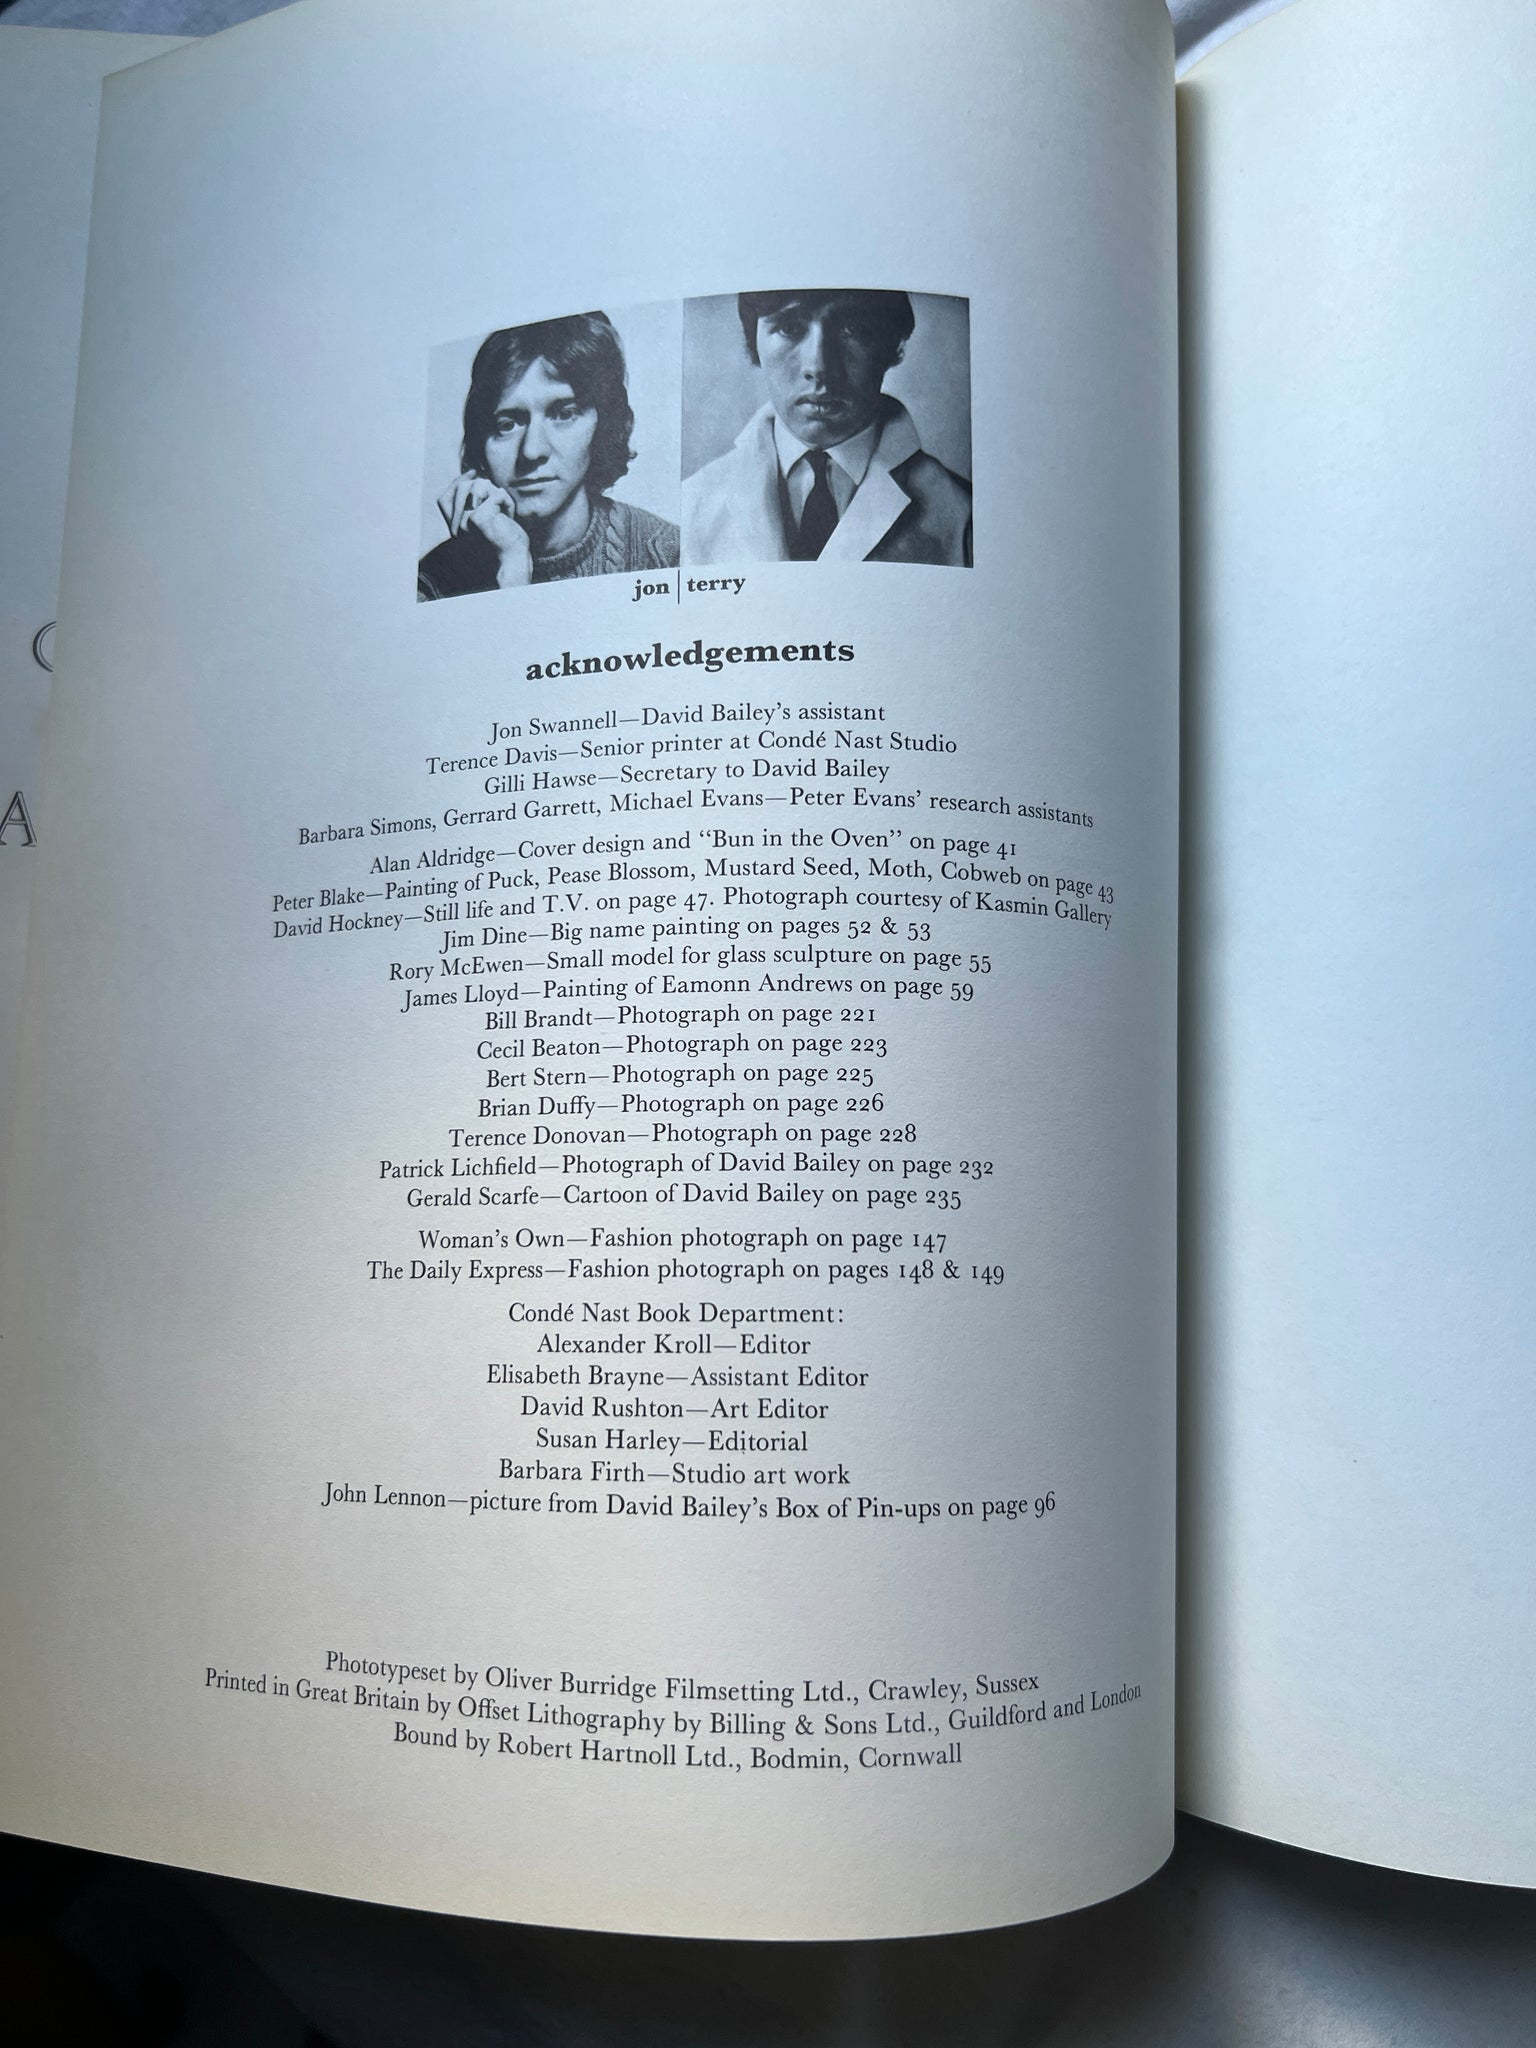 jon | terry
acknowledgements
Jon Swannell—David Bailey's assistant
Terence Davis—Senior printer at Condé Nast Studio
Gilli Hawse—Secretary to David Bailey
Barbara Simons, Gerrard Garrett, Michael Evans—Peter Evans' research assistants
Alan Aldridge—Cover design and “Bun in the Oven” on page 41
Peter Blake—Painting of Puck, Pease Blossom, Mustard Seed, Moth, Cobweb on page 43
David Hockney—Still life and T.V. on page 47. Photograph courtesy of Kasmin Gallery
Jim Dine—Big name painting on pages 52 & 53
Rory McEwen—Small model for glass sculpture on page 55
James Lloyd—Painting of Eamonn Andrews on page 59
Bill Brandt—Photograph on page 221
Cecil Beaton—Photograph on page 223
Bert Stern—Photograph on page 225
Brian Duffy—Photograph on page 226
Terence Donovan—Photograph on page 228
Patrick Lichfield—Photograph of David Bailey on page 232
Gerald Scarfe—Cartoon of David Bailey on page 235
Woman's Own—Fashion photograph on page 147
The Daily Express—Fashion photograph on pages 148 & 149
Condé Nast Book Department:
Alexander Kroll—Editor
Elisabeth Brayne—Assistant Editor
David Rushton—Art Editor
Susan Harley—Editorial
Barbara Firth—Studio art work
John Lennon—picture from David Bailey's Box of Pin-ups on page 96
Phototypeset by Oliver Burridge Filmsetting Ltd., Crawley, Sussex
Printed in Great Britain by Offset Lithography by Billing & Sons Ltd., Guildford and London
Bound by Robert Hartnoll Ltd., Bodmin, Cornwall